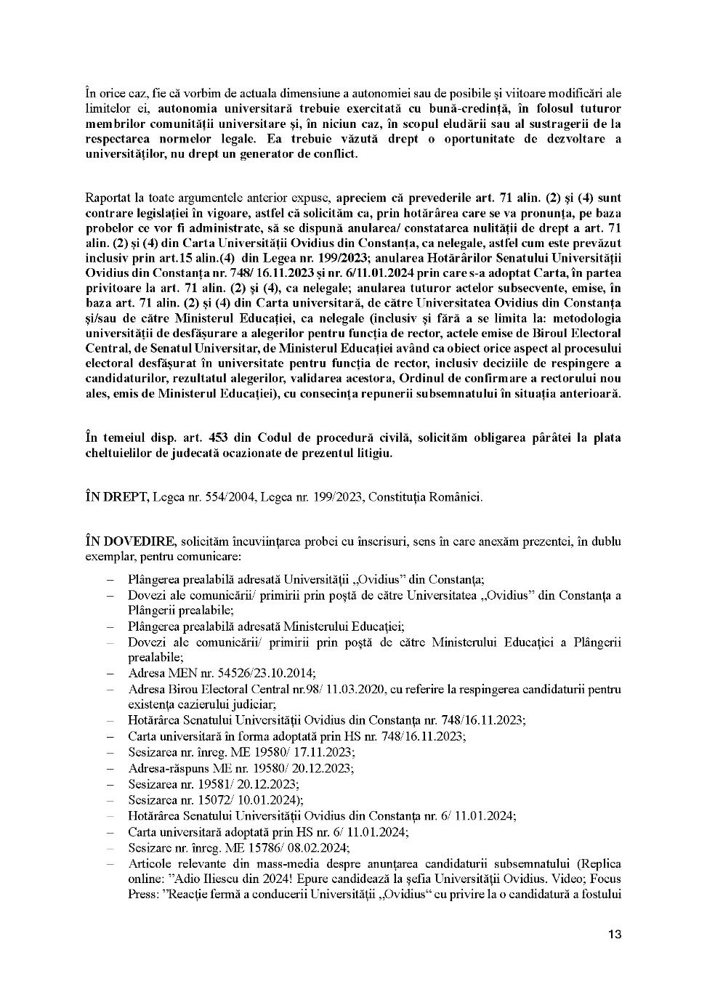 În orice caz, fie că vorbim de actuala dimensiune a autonomiei sau de posibile și viitoare modificări ale
limitelor ei, autonomia universitară trebuie exercitată cu bună-credință, în folosul tuturor
membrilor comunității universitare și, în niciun caz, în scopul eludării sau al sustragerii de la
respectarea normelor legale. Ea trebuie văzută drept o oportunitate de dezvoltare a
universităților, nu drept un generator de conflict.
Raportat la toate argumentele anterior expuse, apreciem că prevederile art. 71 alin. (2) și (4) sunt
contrare legislației în vigoare, astfel că solicităm ca, prin hotărârea care se va pronunța, pe baza
probelor ce vor fi administrate, să se dispună anularea/ constatarea nulității de drept a art. 71
alin. (2) și (4) din Carta Universității Ovidius din Constanța, ca nelegale, astfel cum este prevăzut
inclusiv prin art.15 alin.(4) din Legea nr. 199/2023; anularea Hotărârilor Senatului Universității
Ovidius din Constanța nr. 748/ 16.11.2023 și nr. 6/11.01.2024 prin care s-a adoptat Carta, în partea
privitoare la art. 71 alin. (2) și (4), ca nelegale; anularea tuturor actelor subsecvente, emise, în
baza art. 71 alin. (2) și (4) din Carta universitară, de către Universitatea Ovidius din Constanța
și/sau de către Ministerul Educației, ca nelegale (inclusiv și fără a se limita la: metodologia
universității de desfășurare a alegerilor pentru funcția de rector, actele emise de Biroul Electoral
Central, de Senatul Universitar, de Ministerul Educației având ca obiect orice aspect al procesului
electoral desfășurat în universitate pentru funcția de rector, inclusiv deciziile de respingere a
candidaturilor, rezultatul alegerilor, validarea acestora, Ordinul de confirmare a rectorului nou
ales, emis de Ministerul Educației), cu consecința repunerii subsemnatului în situația anterioară.
În temeiul disp. art. 453 din Codul de procedură civilă, solicităm obligarea pârâtei la plata
cheltuielilor de judecată ocazionate de prezentul litigiu.
ÎN DREPT, Legea nr. 554/2004, Legea nr. 199/2023, Constituția României.
ÎN DOVEDIRE, solicităm încuviințarea probei cu înscrisuri, sens în care anexăm prezentei, în dublu
exemplar, pentru comunicare:
– Plângerea prealabilă adresată Universității „Ovidius” din Constanța;
– Dovezi ale comunicării/ primirii prin poștă de către Universitatea „Ovidius” din Constanța a
Plângerii prealabile;
– Plângerea prealabilă adresată Ministerului Educației;
– Dovezi ale comunicării/ primirii prin poștă de către Ministerului Educației a Plângerii
prealabile;
– Adresa MEN nr. 54526/23.10.2014;
– Adresa Birou Electoral Central nr.98/ 11.03.2020, cu referire la respingerea candidaturii pentru
existența cazierului judiciar;
– Hotărârea Senatului Universității Ovidius din Constanța nr. 748/16.11.2023;
– Carta universitară în forma adoptată prin HS nr. 748/16.11.2023;
– Sesizarea nr. înreg. ME 19580/ 17.11.2023;
– Adresa-răspuns ME nr. 19580/ 20.12.2023;
– Sesizarea nr. 19581/ 20.12.2023;
– Sesizarea nr. 15072/ 10.01.2024);
– Hotărârea Senatului Universității Ovidius din Constanța nr. 6/ 11.01.2024;
– Carta universitară adoptată prin HS nr. 6/ 11.01.2024;
– Sesizare nr. înreg. ME 15786/ 08.02.2024;
– Articole relevante din mass-media despre anunțarea candidaturii subsemnatului (Replica
online: ”Adio Iliescu din 2024! Epure candidează la șefia Universității Ovidius. Video; Focus
Press: ”Reacție fermă a conducerii Universității „Ovidius“ cu privire la o candidatură a fostului
13